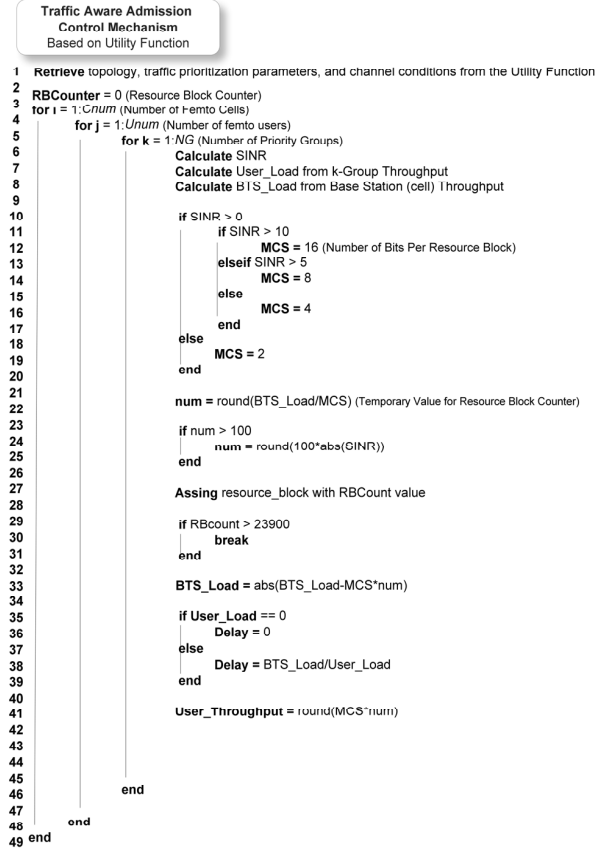 Traffic Aware Admission
Control Mechanism
Based on Utility Function
1 Retrieve topology, traffic prioritization parameters, and channel conditions from the Utility Function
2 RBCounter = 0 (Resource Block Counter)
3 for i = 1:Cnum (Number of Femto Cells)
4 for j = 1:Unum (Number of femto users)
5 for k = 1:NG (Number of Priority Groups)
6 Calculate SINR
7 Calculate User_Load from k-Group Throughput
8 Calculate BTS_Load from Base Station (cell) Throughput
9
10 if SINR > 0
11 if SINR > 10
12 MCS = 16 (Number of Bits Per Resource Block)
13 elseif SINR > 5
14 MCS = 8
15 else
16 MCS = 4
17 end
18 else
19 MCS = 2
20 end
21
22 num = round(BTS_Load/MCS) (Temporary Value for Resource Block Counter)
23 if num > 100
24 num = round(100*abs(SINR))
25 end
26
27 Assing resource_block with RBCount value
28
29 if RBcount > 23900
30 break
31 end
32
33 BTS_Load = abs(BTS_Load-MCS*num)
34
35 if User_Load == 0
36 Delay = 0
37 else
38 Delay = BTS_Load/User_Load
39 end
40
41 User_Throughput = round(MCS*num)
42
43
44
45
46 end
47
48 end
49 end